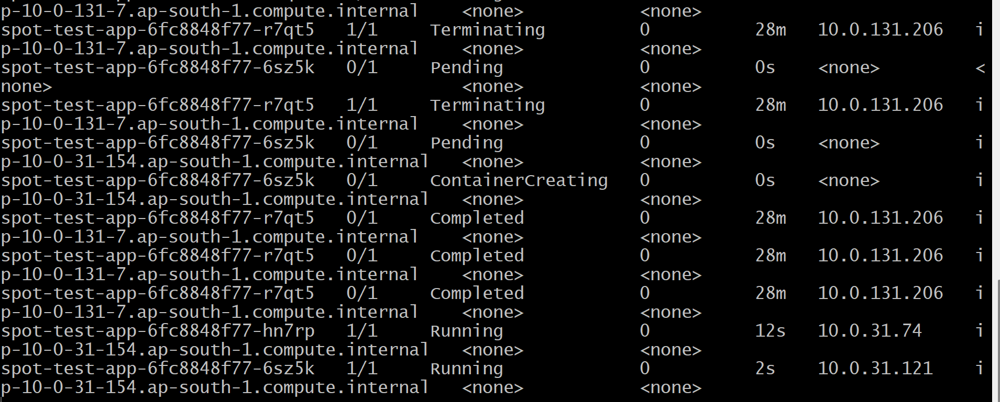 p-10-0-131-7.ap-south-1.compute.internal    <none>           <none>
spot-test-app-6fc8848f77-r7qt5   1/1     Terminating         0          28m   10.0.131.206   i
p-10-0-131-7.ap-south-1.compute.internal    <none>           <none>
spot-test-app-6fc8848f77-6sz5k   0/1     Pending             0          0s    <none>         <
none>                                       <none>           <none>
spot-test-app-6fc8848f77-r7qt5   1/1     Terminating         0          28m   10.0.131.206   i
p-10-0-131-7.ap-south-1.compute.internal    <none>           <none>
spot-test-app-6fc8848f77-6sz5k   0/1     Pending             0          0s    <none>         i
p-10-0-31-154.ap-south-1.compute.internal   <none>           <none>
spot-test-app-6fc8848f77-6sz5k   0/1     ContainerCreating   0          0s    <none>         i
p-10-0-31-154.ap-south-1.compute.internal   <none>           <none>
spot-test-app-6fc8848f77-r7qt5   0/1     Completed           0          28m   10.0.131.206   i
p-10-0-131-7.ap-south-1.compute.internal    <none>           <none>
spot-test-app-6fc8848f77-r7qt5   0/1     Completed           0          28m   10.0.131.206   i
p-10-0-131-7.ap-south-1.compute.internal    <none>           <none>
spot-test-app-6fc8848f77-r7qt5   0/1     Completed           0          28m   10.0.131.206   i
p-10-0-131-7.ap-south-1.compute.internal    <none>           <none>
spot-test-app-6fc8848f77-hn7rp   1/1     Running             0          12s   10.0.31.74     i
p-10-0-31-154.ap-south-1.compute.internal   <none>           <none>
spot-test-app-6fc8848f77-6sz5k   1/1     Running             0          2s    10.0.31.121    i
p-10-0-31-154.ap-south-1.compute.internal   <none>           <none>